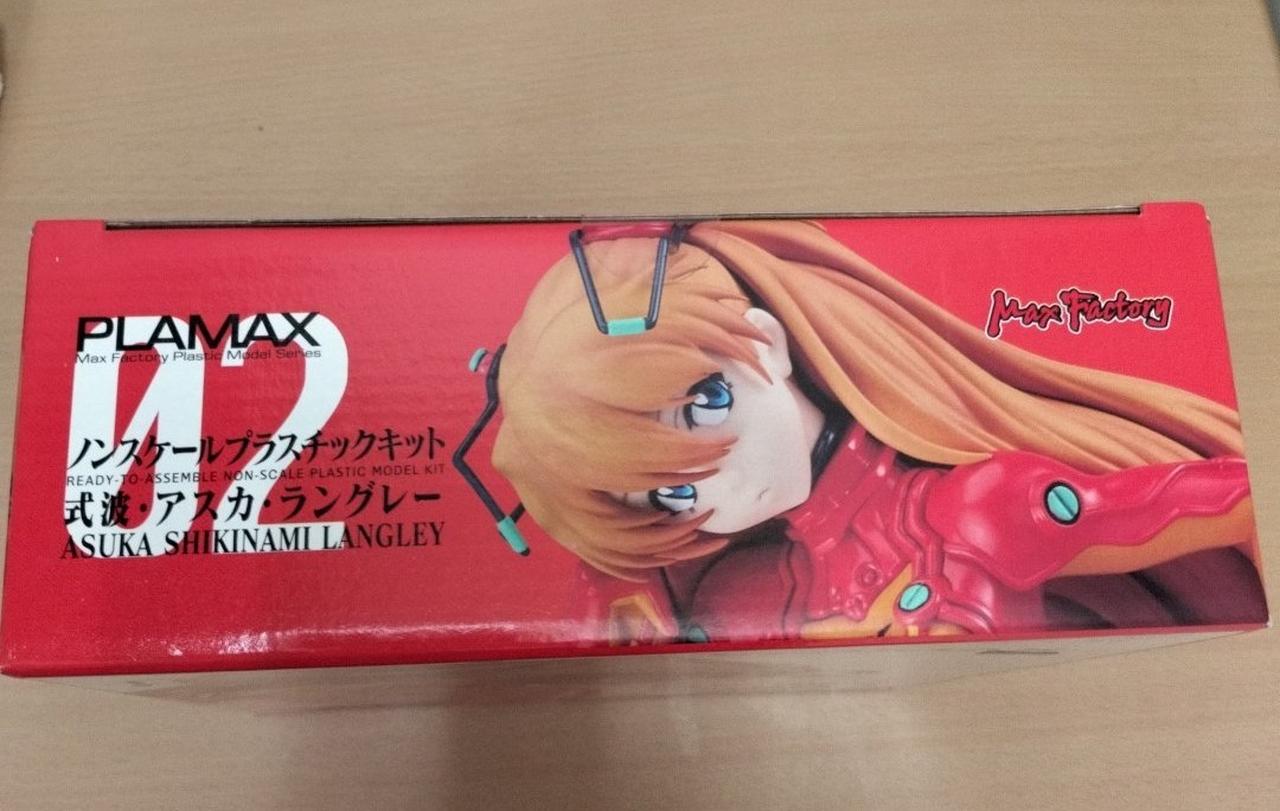 PLAMAX
Max Factory Plastic Model Series
02
ノンスケールプラスチックキット
READY-TO-ASSEMBLE NON-SCALE PLASTIC MODEL KIT
式波・アスカ・ラングレー
ASUKA SHIKINAMI LANGLEY
Max Factory